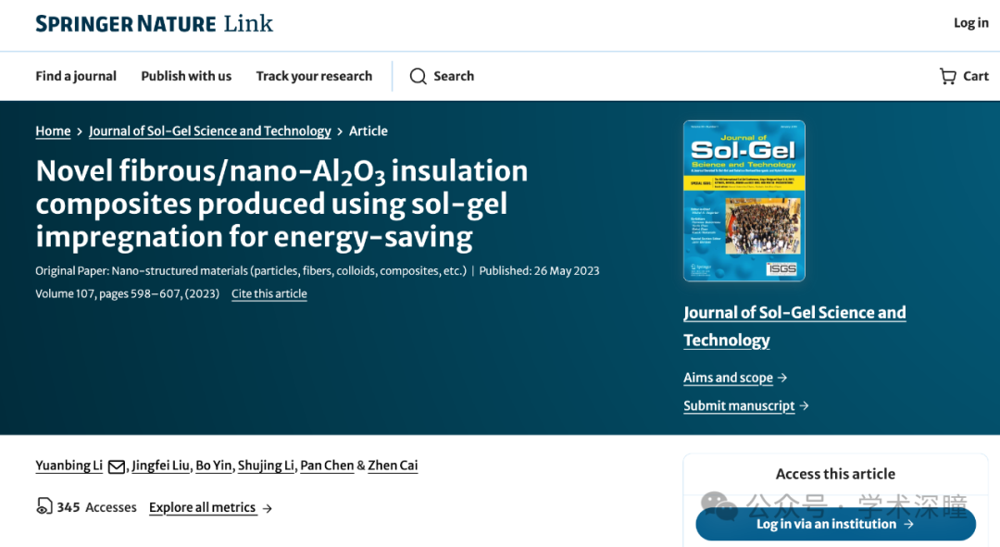 SPRINGER NATURE Link
Log in
Find a journal Publish with us Track your research Search Cart
Home > Journal of Sol-Gel Science and Technology > Article
Novel fibrous/nano-Al₂O₃ insulation
composites produced using sol-gel
impregnation for energy-saving
Original Paper: Nano-structured materials (particles, fibers, colloids, composites, etc.) | Published: 26 May 2023
Volume 107, pages 598–607, (2023) Cite this article
Journal of
Sol-Gel
Science and Technology
Springer
ISGS
Journal of Sol-Gel Science and
Technology
Aims and scope →
Submit manuscript →
Yuanbing Li, Jingfei Liu, Bo Yin, Shujing Li, Pan Chen & Zhen Cai
345 Accesses Explore all metrics →
Access this article
公众号 · 学术深瞳
Log in via an institution →